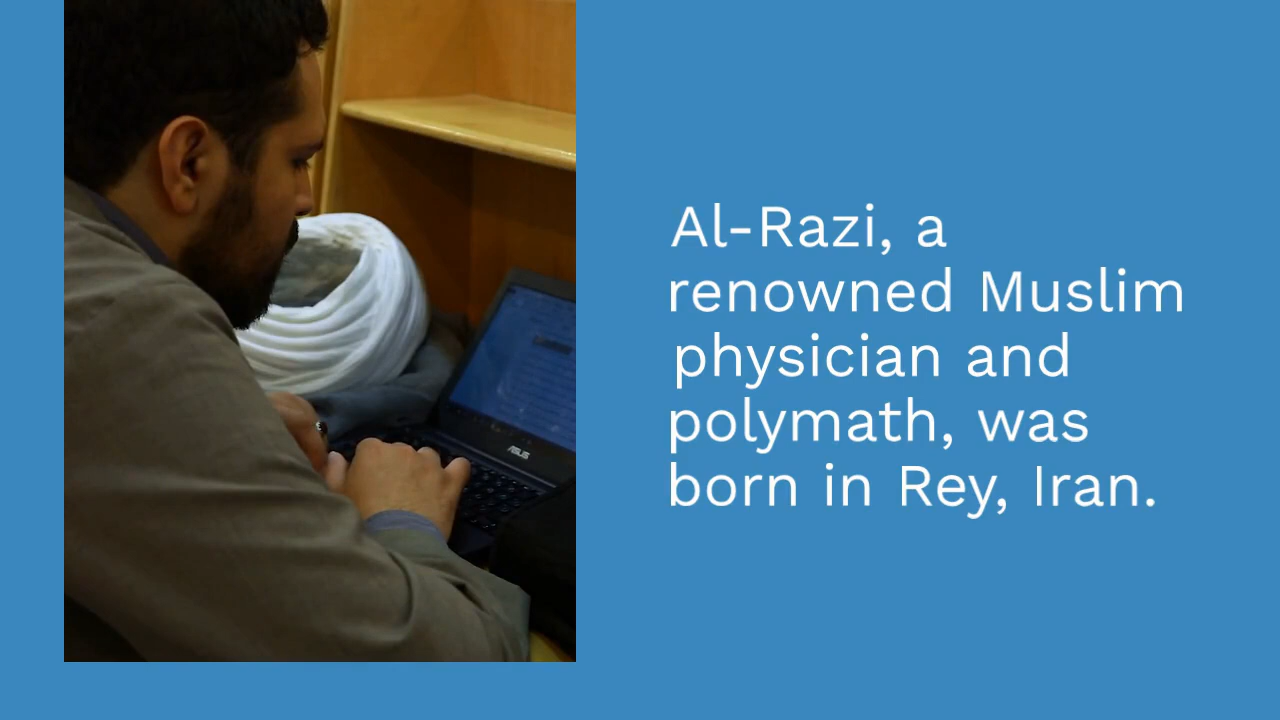 Al-Razi, a
renowned Muslim
physician and
polymath, was
born in Rey, Iran.
ASUS